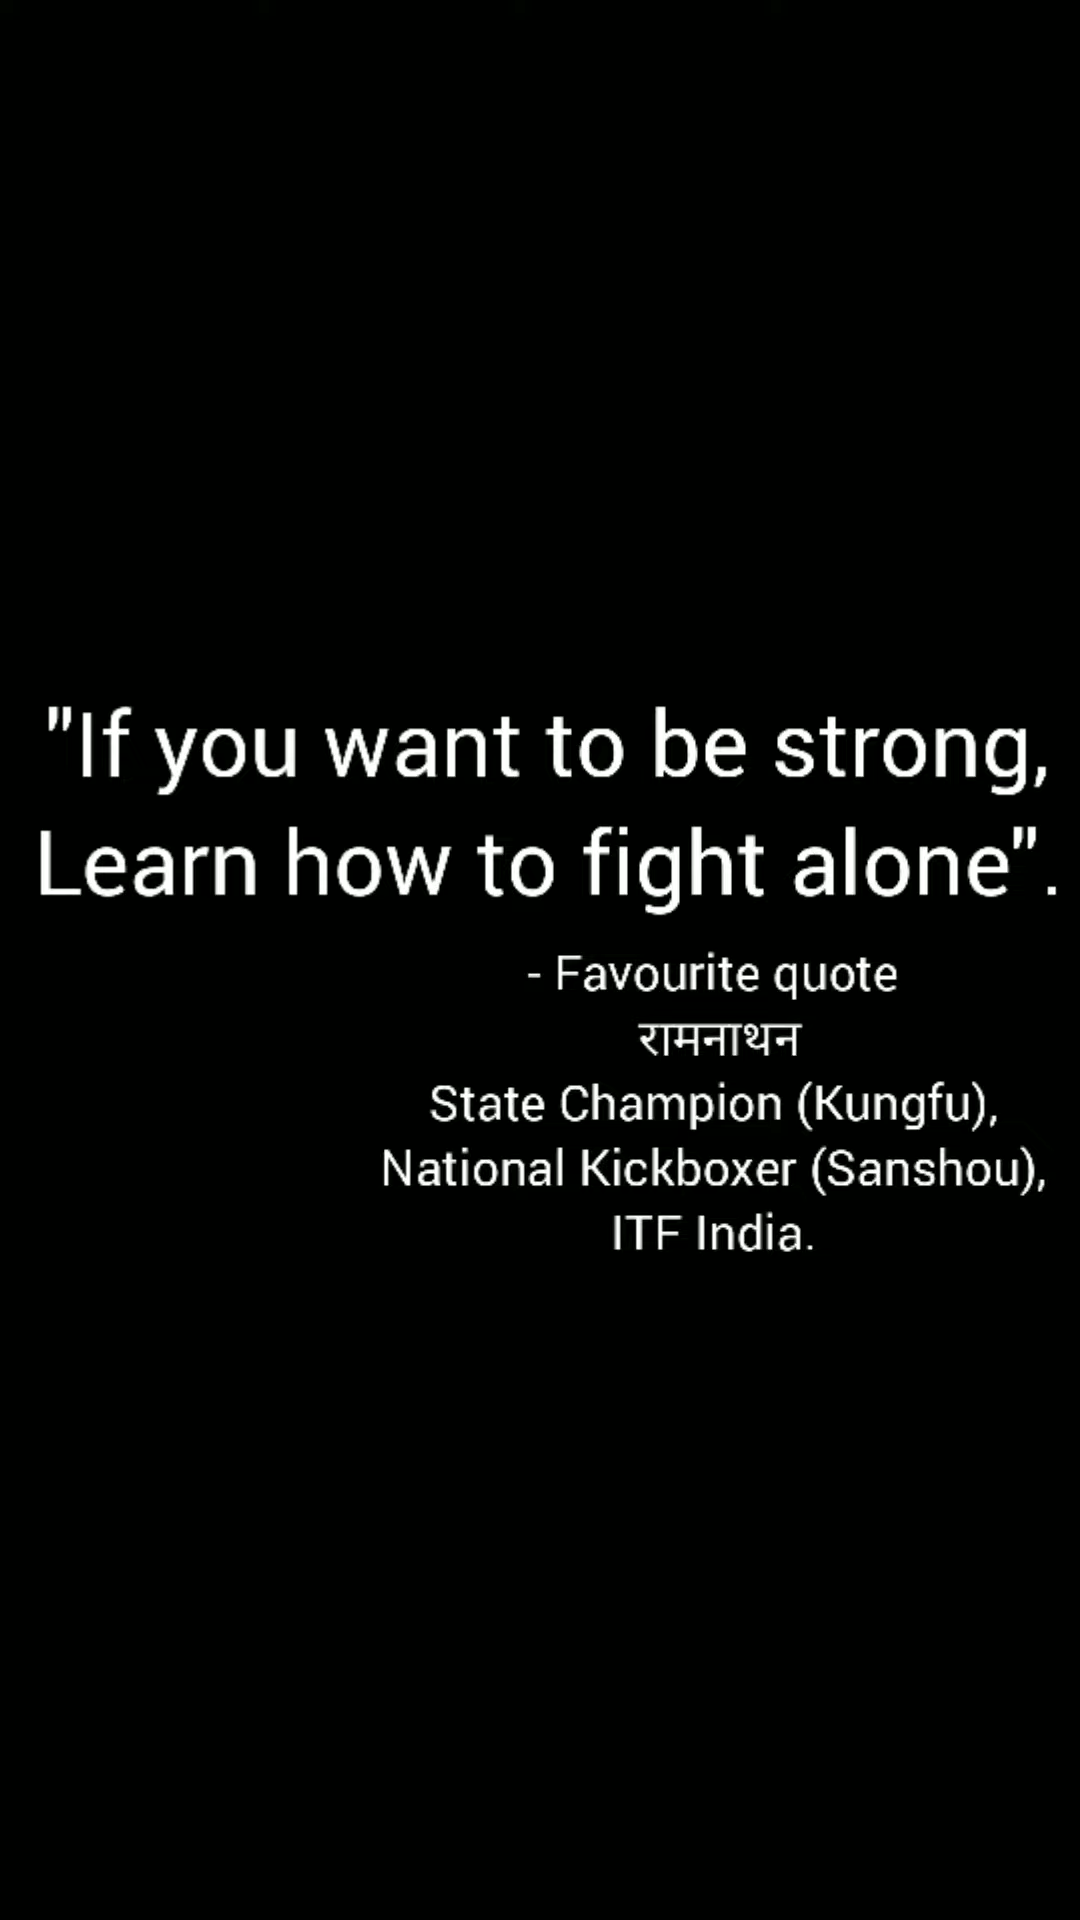 "If you want to be strong,
Learn how to fight alone".
- Favourite quote
रामनाथन
State Champion (Kungfu),
National Kickboxer (Sanshou),
ITF India.